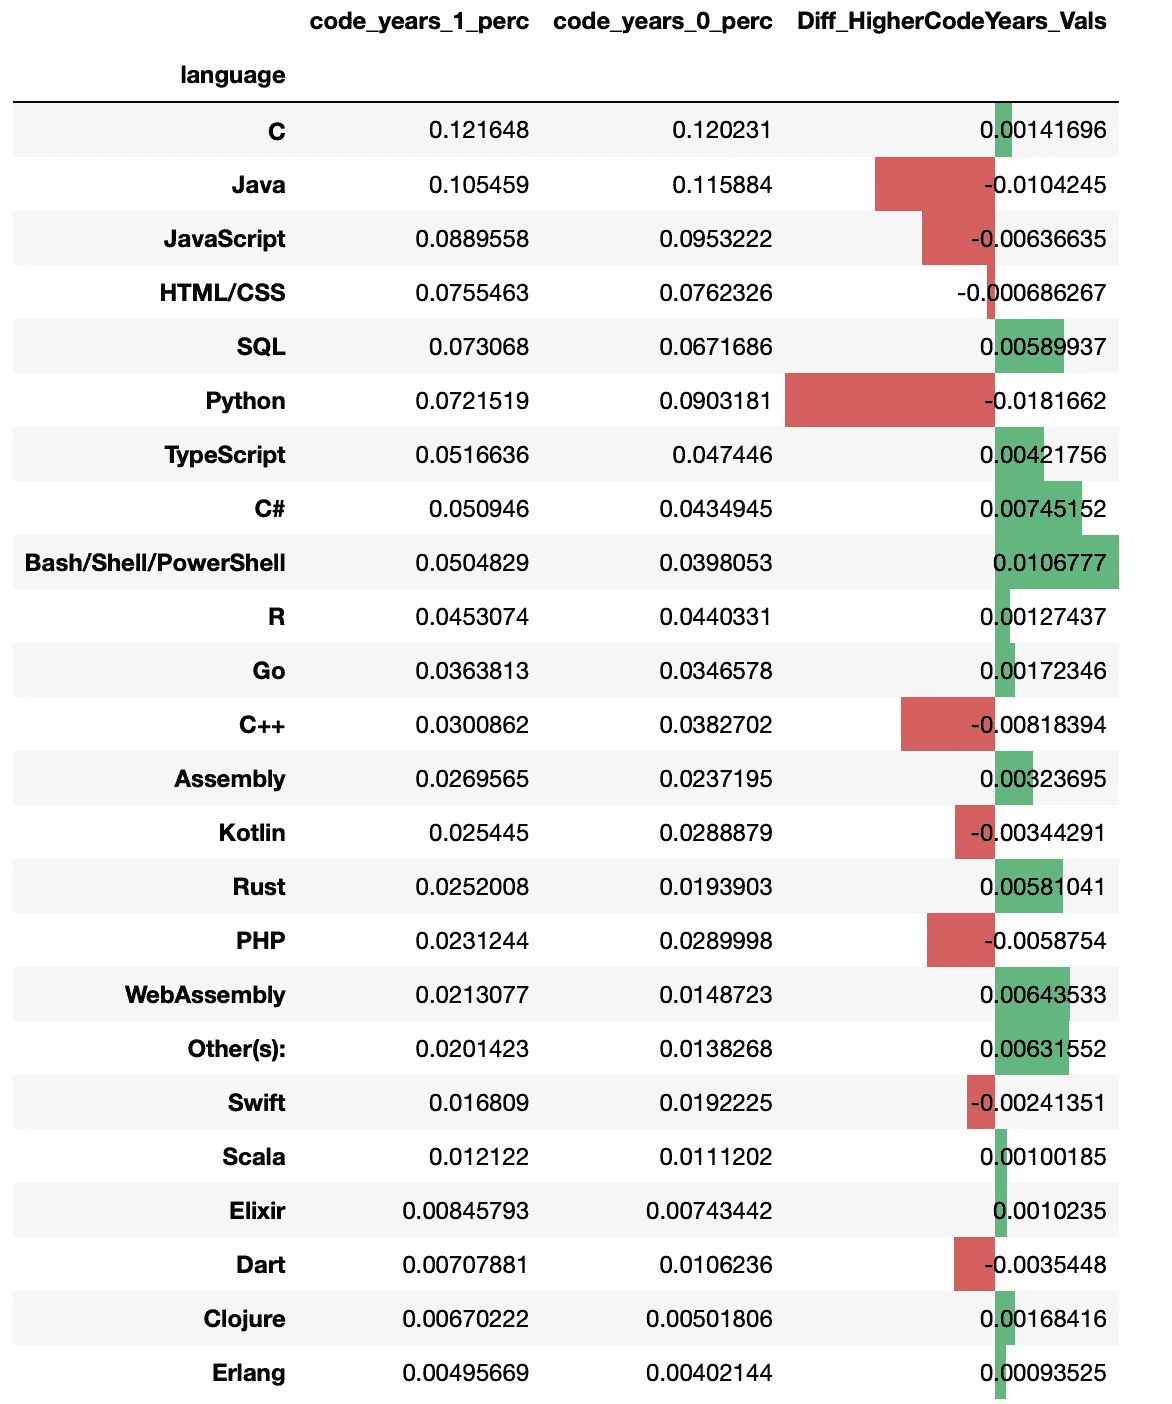 code_years_1_perc code_years_0_perc Diff_HigherCodeYears_Vals
language
C 0.121648 0.120231 0.00141696
Java 0.105459 0.115884 -0.0104245
JavaScript 0.0889558 0.0953222 -0.00636635
HTML/CSS 0.0755463 0.0762326 -0.000686267
SQL 0.073068 0.0671686 0.00589937
Python 0.0721519 0.0903181 -0.0181662
TypeScript 0.0516636 0.047446 0.00421756
C# 0.050946 0.0434945 0.00745152
Bash/Shell/PowerShell 0.0504829 0.0398053 0.0106777
R 0.0453074 0.0440331 0.00127437
Go 0.0363813 0.0346578 0.00172346
C++ 0.0300862 0.0382702 -0.00818394
Assembly 0.0269565 0.0237195 0.00323695
Kotlin 0.025445 0.0288879 -0.00344291
Rust 0.0252008 0.0193903 0.00581041
PHP 0.0231244 0.0289998 -0.0058754
WebAssembly 0.0213077 0.0148723 0.00643533
Other(s): 0.0201423 0.0138268 0.00631552
Swift 0.016809 0.0192225 -0.00241351
Scala 0.012122 0.0111202 0.00100185
Elixir 0.00845793 0.00743442 0.0010235
Dart 0.00707881 0.0106236 -0.0035448
Clojure 0.00670222 0.00501806 0.00168416
Erlang 0.00495669 0.00402144 0.00093525